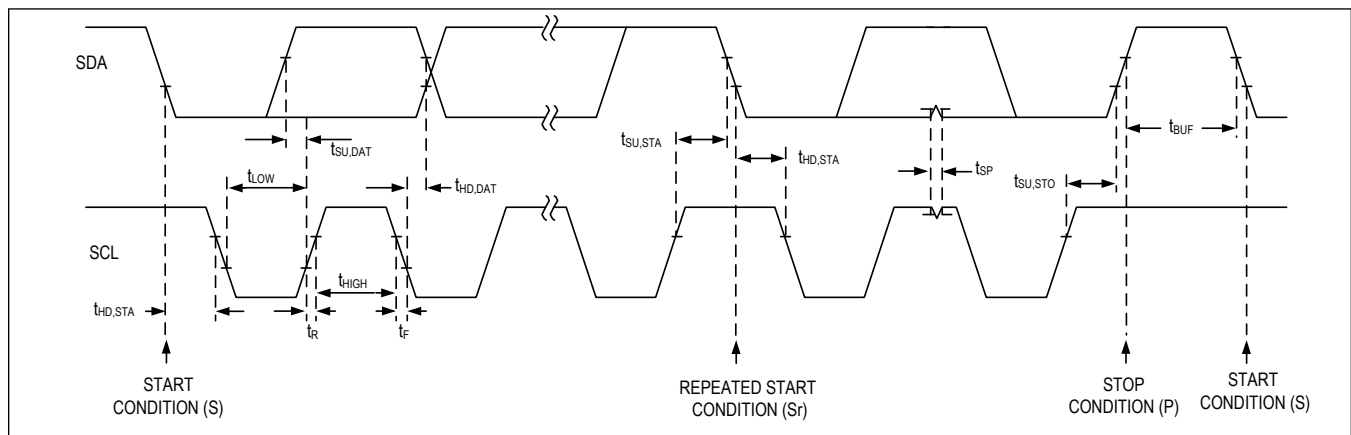 SDA
tSU,DAT
tSU,STA
tHD,STA
tSP
tBUF
tLOW
tHD,DAT
tSU,STO
SCL
tHIGH
tHD,STA
tR
tF
START
CONDITION (S)
REPEATED START
CONDITION (Sr)
STOP
CONDITION (P)
START
CONDITION (S)